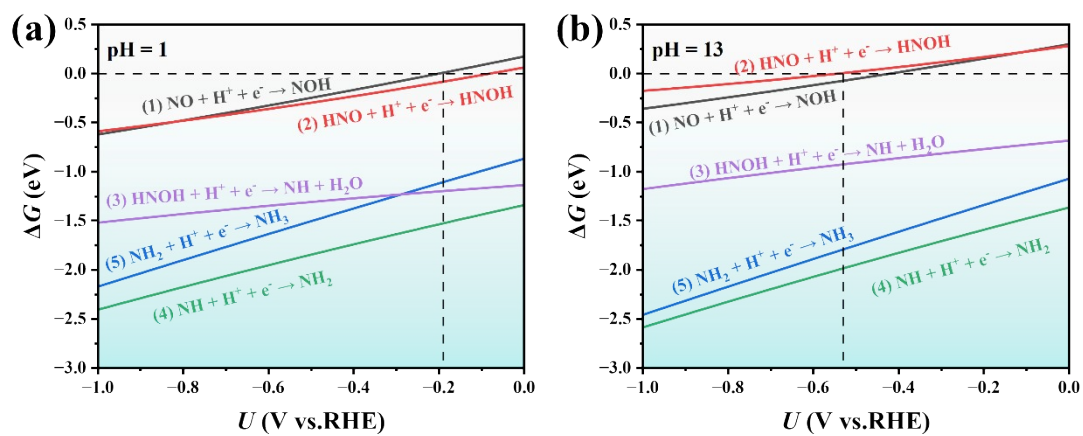 (a)
pH = 1
(1) NO + H⁺ + e⁻ → NOH
(2) HNO + H⁺ + e⁻ → HNOH
(3) HNOH + H⁺ + e⁻ → NH + H₂O
(5) NH₂ + H⁺ + e⁻ → NH₃
(4) NH + H⁺ + e⁻ → NH₂
0.5
0.0
−0.5
−1.0
−1.5
−2.0
−2.5
−3.0
ΔG (eV)
−1.0 −0.8 −0.6 −0.4 −0.2 0.0
U (V vs.RHE)
(b)
pH = 13
(2) HNO + H⁺ + e⁻ → HNOH
(1) NO + H⁺ + e⁻ → NOH
(3) HNOH + H⁺ + e⁻ → NH + H₂O
(5) NH₂ + H⁺ + e⁻ → NH₃
(4) NH + H⁺ + e⁻ → NH₂
0.5
0.0
−0.5
−1.0
−1.5
−2.0
−2.5
−3.0
ΔG (eV)
−1.0 −0.8 −0.6 −0.4 −0.2 0.0
U (V vs.RHE)